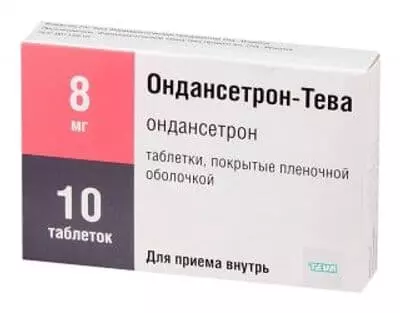 8
мг
10
таблеток
Ондансетрон-Тева
ондансетрон
таблетки, покрытые пленочной
оболочкой
Для приема внутрь
TEVA